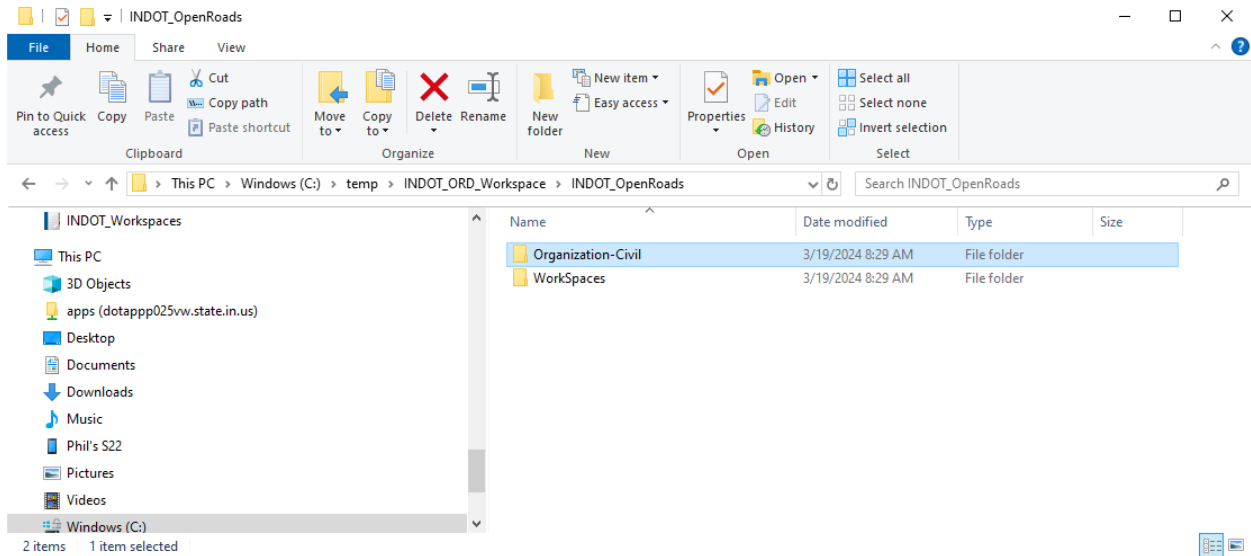 INDOT_OpenRoads
File Home Share View
Pin to Quick access
Copy
Paste
Cut
Copy path
Paste shortcut
Clipboard
Move to
Copy to
Delete
Rename
Organize
New folder
New item
Easy access
New
Properties
Open
Edit
History
Open
Select all
Select none
Invert selection
Select
This PC > Windows (C:) > temp > INDOT_ORD_Workspace > INDOT_OpenRoads
Search INDOT_OpenRoads
INDOT_Workspaces
This PC
3D Objects
apps (dotappp025vw.state.in.us)
Desktop
Documents
Downloads
Music
Phil's S22
Pictures
Videos
Windows (C:)
Name Date modified Type Size
Organization-Civil 3/19/2024 8:29 AM File folder
WorkSpaces 3/19/2024 8:29 AM File folder
2 items 1 item selected